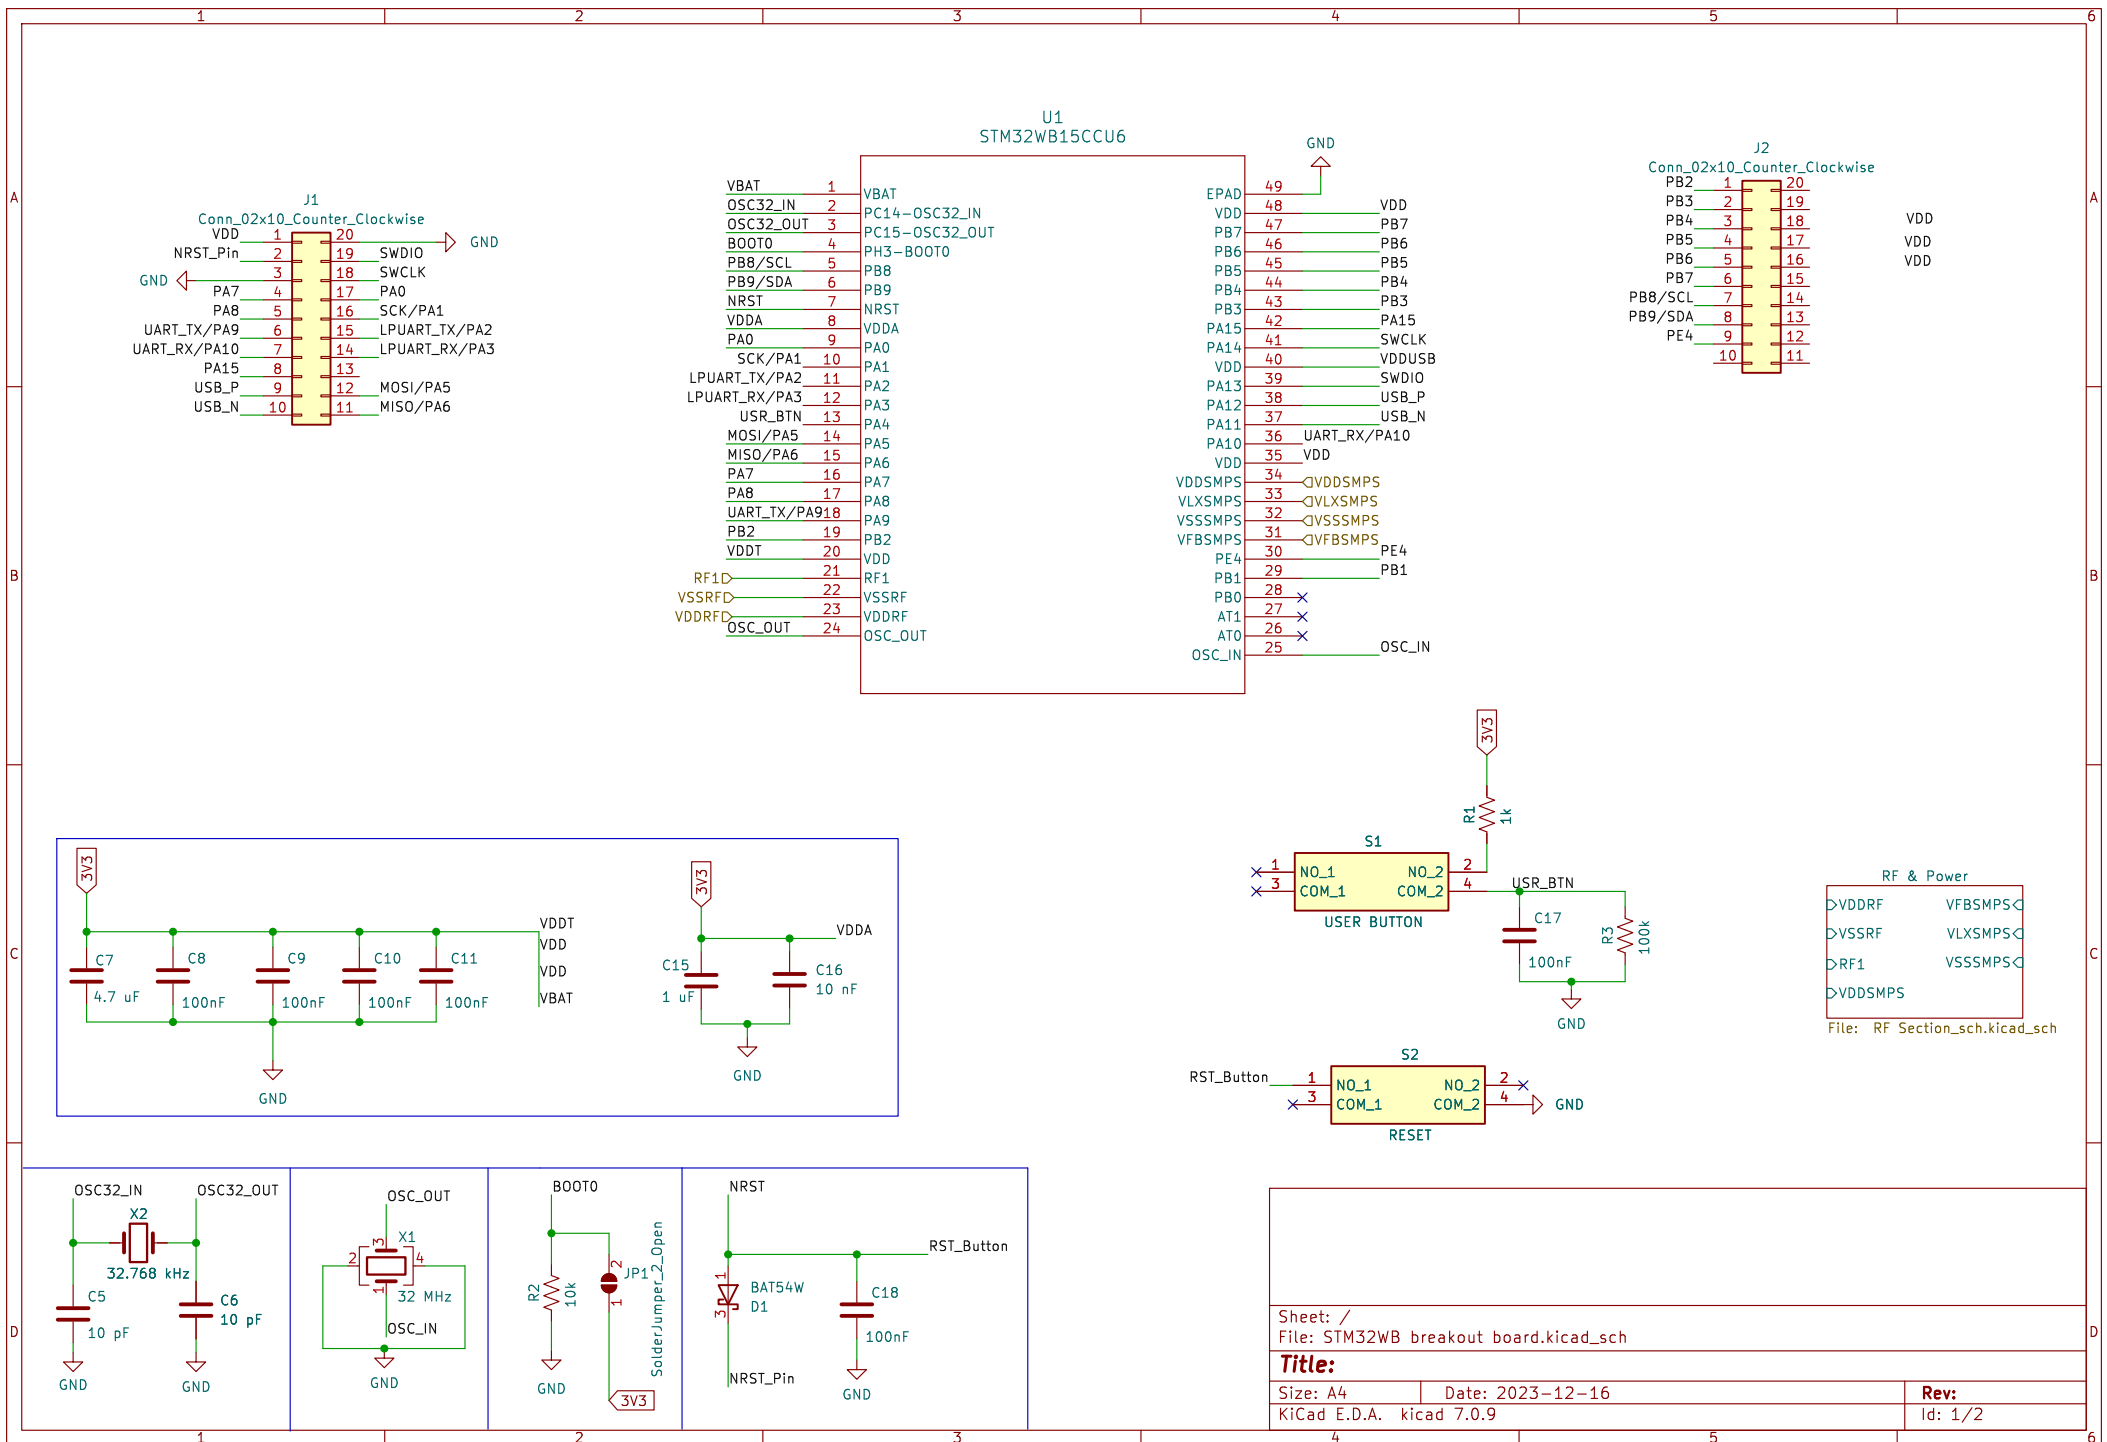 1 2 3 4 5 6
A
B
C
D
A
B
C
D
1 2 3 4 5 6
J1
Conn_02x10_Counter_Clockwise
VDD 1 20 GND
NRST_Pin 2 19 SWDIO
GND 3 18 SWCLK
PA7 4 17 PA0
PA8 5 16 SCK/PA1
UART_TX/PA9 6 15 LPUART_TX/PA2
UART_RX/PA10 7 14 LPUART_RX/PA3
PA15 8 13
USB_P 9 12 MOSI/PA5
USB_N 10 11 MISO/PA6
U1
STM32WB15CCU6
GND
VBAT 1 VBAT
OSC32_IN 2 PC14-OSC32_IN
OSC32_OUT 3 PC15-OSC32_OUT
BOOT0 4 PH3-BOOT0
PB8/SCL 5 PB8
PB9/SDA 6 PB9
NRST 7 NRST
VDDA 8 VDDA
PA0 9 PA0
SCK/PA1 10 PA1
LPUART_TX/PA2 11 PA2
LPUART_RX/PA3 12 PA3
USR_BTN 13 PA4
MOSI/PA5 14 PA5
MISO/PA6 15 PA6
PA7 16 PA7
PA8 17 PA8
UART_TX/PA9 18 PA9
PB2 19 PB2
VDDT 20 VDD
RF1 21 RF1
VSSRF 22 VSSRF
VDDRF 23 VDDRF
OSC_OUT 24 OSC_OUT
EPAD 49
VDD 48 VDD
PB7 47 PB7
PB6 46 PB6
PB5 45 PB5
PB4 44 PB4
PB3 43 PB3
PA15 42 PA15
PA14 41 SWCLK
VDD 40 VDDUSB
PA13 39 SWDIO
PA12 38 USB_P
PA11 37 USB_N
PA10 36 UART_RX/PA10
VDD 35 VDD
VDDSMPS 34 VDDSMPS
VLXSMPS 33 VLXSMPS
VSSSMPS 32 VSSSMPS
VFBSMPS 31 VFBSMPS
PE4 30 PE4
PB1 29 PB1
PB0 28
AT1 27
AT0 26
OSC_IN 25 OSC_IN
J2
Conn_02x10_Counter_Clockwise
PB2 1 20
PB3 2 19
PB4 3 18
PB5 4 17
PB6 5 16
PB7 6 15
PB8/SCL 7 14
PB9/SDA 8 13
PE4 9 12
10 11
VDD
VDD
VDD
3V3
VDDT
VDD
VDD
VBAT
C7
4.7 uF
C8
100nF
C9
100nF
C10
100nF
C11
100nF
GND
3V3
VDDA
C15
1 uF
C16
10 nF
GND
3V3
R1
1k
S1
1 NO_1 NO_2 2
3 COM_1 COM_2 4
USER BUTTON
USR_BTN
C17
100nF
R3
100k
GND
S2
RST_Button 1 NO_1 NO_2 2
3 COM_1 COM_2 4 GND
RESET
RF & Power
VDDRF VFBSMPS
VSSRF VLXSMPS
RF1 VSSSMPS
VDDSMPS
File: RF Section_sch.kicad_sch
OSC32_IN OSC32_OUT
X2
32.768 kHz
C5
10 pF
C6
10 pF
GND GND
OSC_OUT
X1
3
2 4
1
32 MHz
OSC_IN
GND
BOOT0
R2
10k
2
JP1
1
SolderJumper_2_Open
GND
3V3
NRST
RST_Button
1
BAT54W
D1
3
C18
100nF
NRST_Pin
GND
Sheet: /
File: STM32WB breakout board.kicad_sch
Title:
Size: A4 Date: 2023-12-16 Rev:
KiCad E.D.A. kicad 7.0.9 Id: 1/2